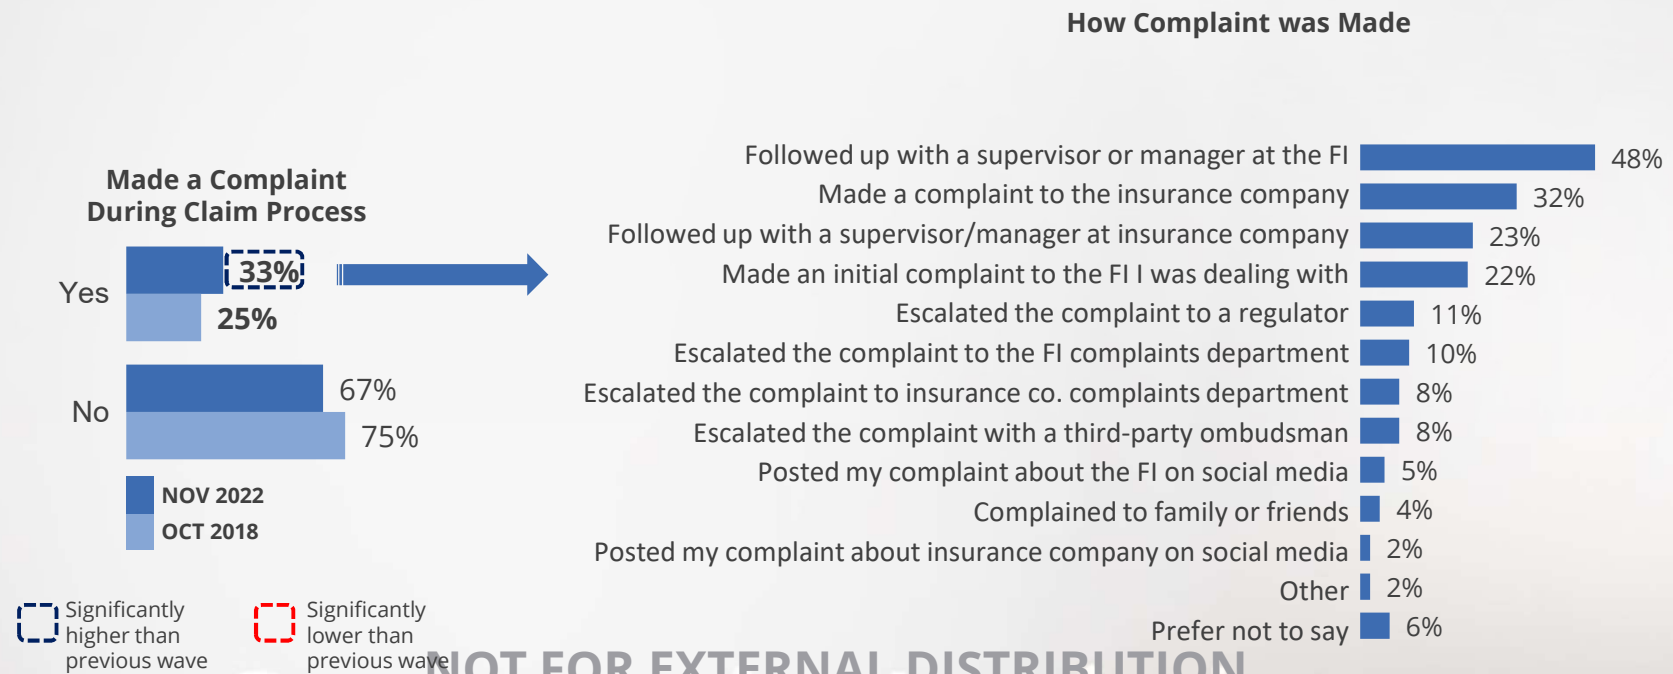 How Complaint was Made
Made a Complaint
During Claim Process
Yes
33%
25%
No
67%
75%
NOV 2022
OCT 2018
Significantly
higher than
previous wave
Significantly
lower than
previous wave
Followed up with a supervisor or manager at the FI 48%
Made a complaint to the insurance company 32%
Followed up with a supervisor/manager at insurance company 23%
Made an initial complaint to the FI I was dealing with 22%
Escalated the complaint to a regulator 11%
Escalated the complaint to the FI complaints department 10%
Escalated the complaint to insurance co. complaints department 8%
Escalated the complaint with a third-party ombudsman 8%
Posted my complaint about the FI on social media 5%
Complained to family or friends 4%
Posted my complaint about insurance company on social media 2%
Other 2%
Prefer not to say 6%
NOT FOR EXTERNAL DISTRIBUTION